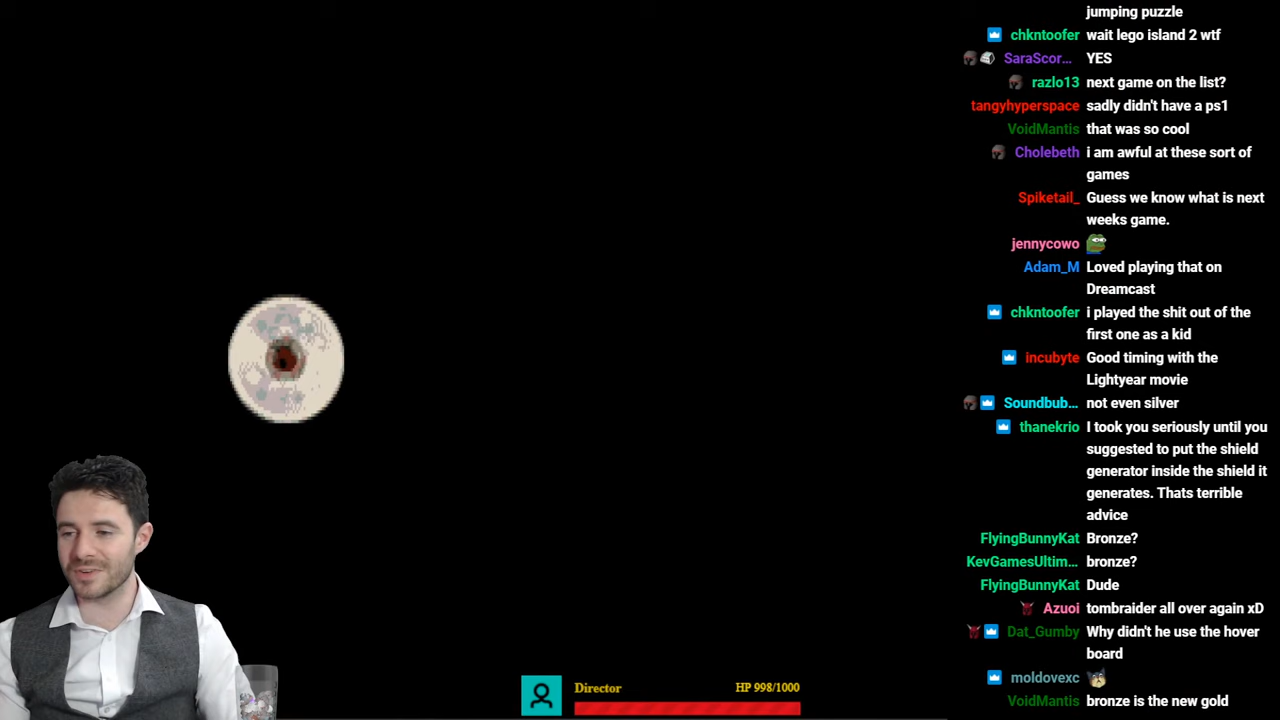 jumping puzzle
chkntoofer wait lego island 2 wtf
SaraScor... YES
razlo13 next game on the list?
tangyhyperspace sadly didn't have a ps1
VoidMantis that was so cool
Cholebeth i am awful at these sort of
games
Spiketail_ Guess we know what is next
weeks game.
jennycowo
Adam_M Loved playing that on
Dreamcast
chkntoofer i played the shit out of the
first one as a kid
incubyte Good timing with the
Lightyear movie
Soundbub... not even silver
thanekrio I took you seriously until you
suggested to put the shield
generator inside the shield it
generates. Thats terrible
advice
FlyingBunnyKat Bronze?
KevGamesUltim... bronze?
FlyingBunnyKat Dude
Azuoi tombraider all over again xD
Dat_Gumby Why didn't he use the hover
board
moldovexc
VoidMantis bronze is the new gold
Director HP 998/1000